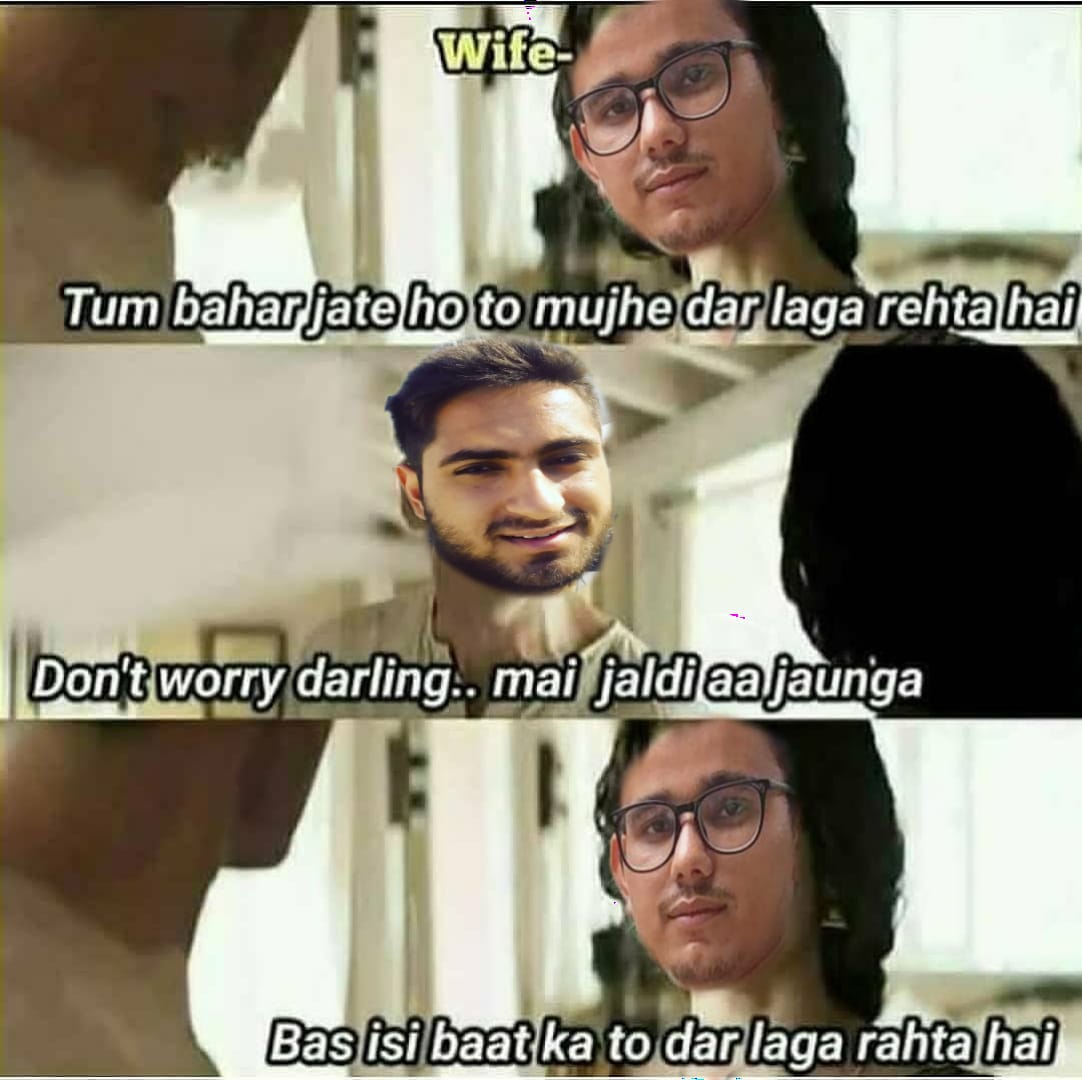 Wife-
Tum bahar jate ho to mujhe dar laga rehta hai
Don't worry darling.. mai jaldi aa jaunga
Bas isi baat ka to dar laga rahta hai